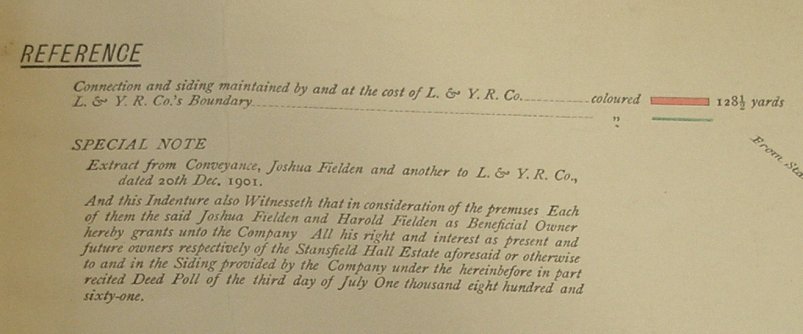 REFERENCE
Connection and siding maintained by and at the cost of L. & Y. R. Co. coloured 128½ yards
L. & Y. R. Co.'s Boundary "
SPECIAL NOTE
Extract from Conveyance, Joshua Fielden and another to L. & Y. R. Co.,
dated 20th Dec. 1901.
And this Indenture also Witnesseth that in consideration of the premises Each
of them the said Joshua Fielden and Harold Fielden as Beneficial Owner
hereby grants unto the Company All his right and interest as present and
future owners respectively of the Stansfield Hall Estate aforesaid or otherwise
to and in the Siding provided by the Company under the hereinbefore in part
recited Deed Poll of the third day of July One thousand eight hundred and
sixty-one.
From